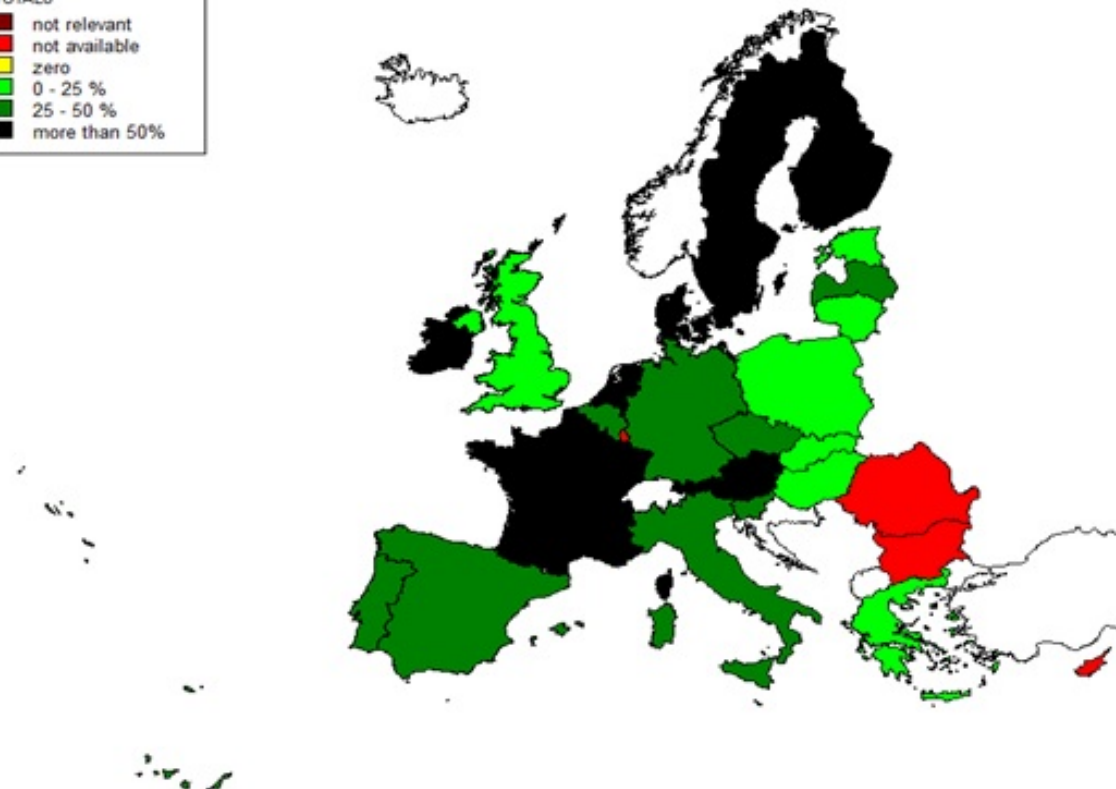 not relevant
not available
zero
0 - 25 %
25 - 50 %
more than 50%